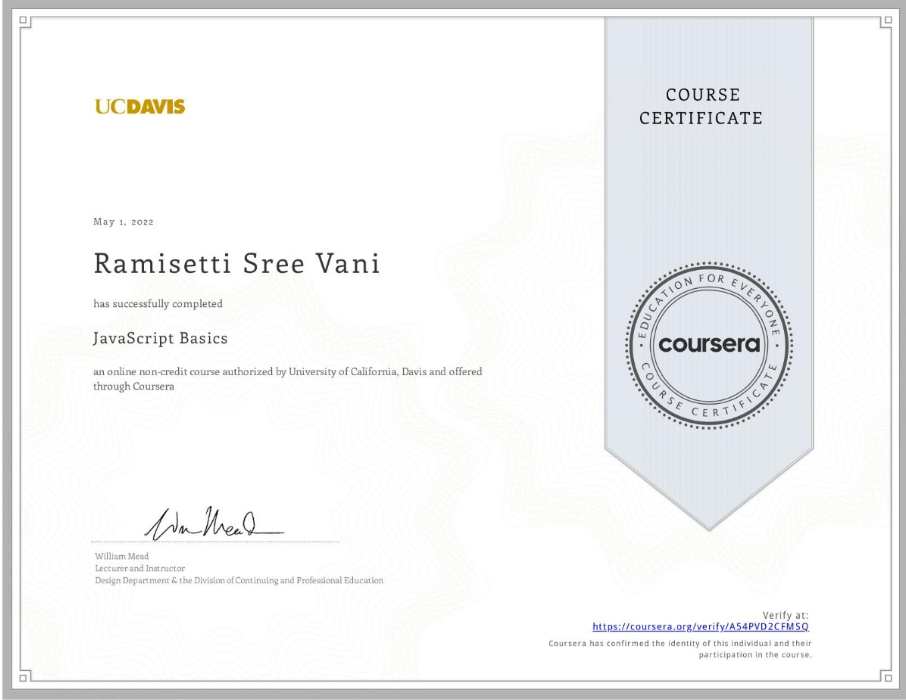 UCDAVIS
COURSE
CERTIFICATE
May 1, 2022
Ramisetti Sree Vani
has successfully completed
JavaScript Basics
an online non-credit course authorized by University of California, Davis and offered
through Coursera
EDUCATION FOR EVERYONE
coursera
COURSE CERTIFICATE
Wm Mead
William Mead
Lecturer and Instructor
Design Department & the Division of Continuing and Professional Education
Verify at:
https://coursera.org/verify/A54PVD2CFMSQ
Coursera has confirmed the identity of this individual and their
participation in the course.